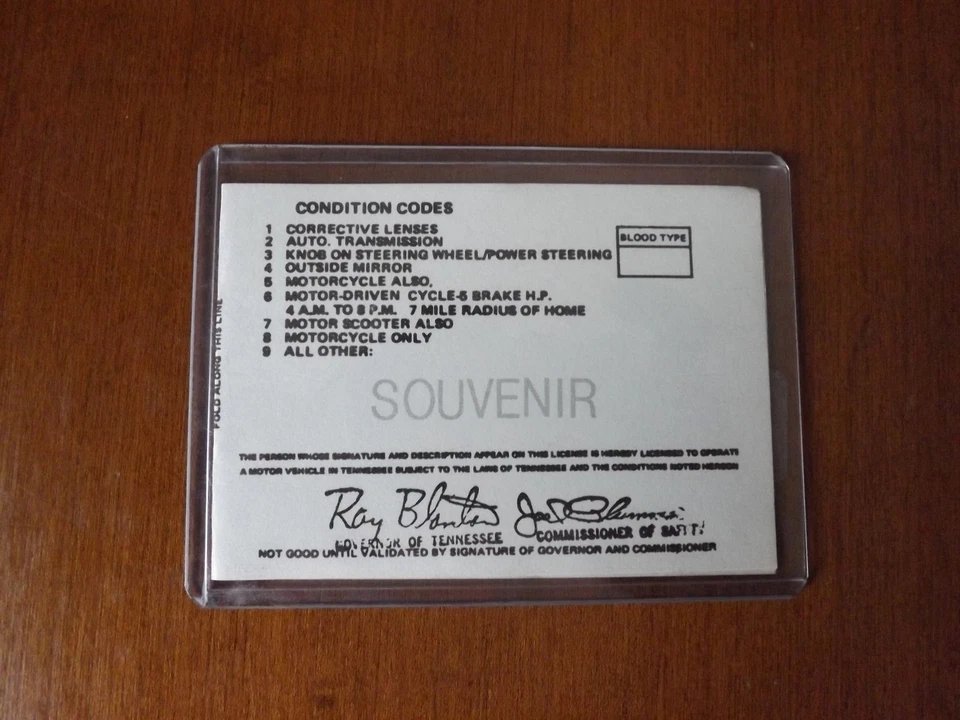 CONDITION CODES
1 CORRECTIVE LENSES
2 AUTO. TRANSMISSION
3 KNOB ON STEERING WHEEL/POWER STEERING
4 OUTSIDE MIRROR
5 MOTORCYCLE ALSO,
6 MOTOR-DRIVEN CYCLE-5 BRAKE H.P.
4 A.M. TO 8 P.M. 7 MILE RADIUS OF HOME
7 MOTOR SCOOTER ALSO
8 MOTORCYCLE ONLY
9 ALL OTHER:
BLOOD TYPE
FOLD ALONG THIS LINE
SOUVENIR
THE PERSON WHOSE SIGNATURE AND DESCRIPTION APPEAR ON THIS LICENSE IS HEREBY LICENSED TO OPERATE
A MOTOR VEHICLE IN TENNESSEE SUBJECT TO THE LAWS OF TENNESSEE AND THE CONDITIONS NOTED HEREON
Ray Blanton
GOVERNOR OF TENNESSEE
COMMISSIONER OF SAFETY
NOT GOOD UNTIL VALIDATED BY SIGNATURE OF GOVERNOR AND COMMISSIONER